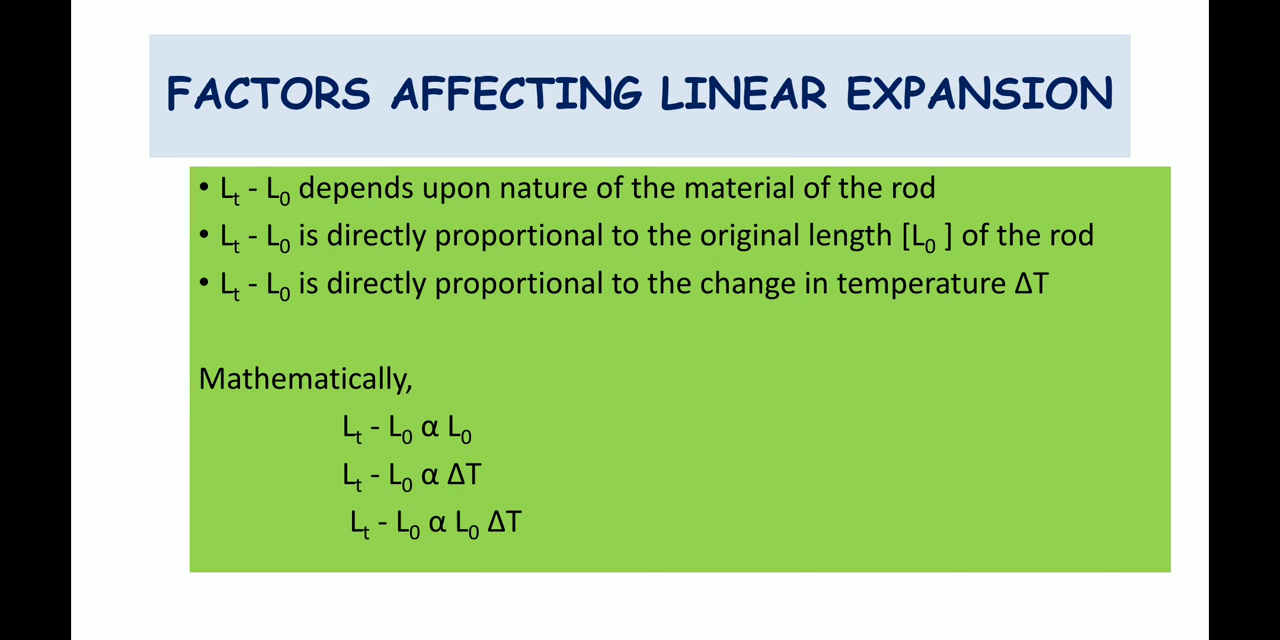 FACTORS AFFECTING LINEAR EXPANSION
• Lt - L0 depends upon nature of the material of the rod
• Lt - L0 is directly proportional to the original length [L0 ] of the rod
• Lt - L0 is directly proportional to the change in temperature ΔT
Mathematically,
Lt - L0 α L0
Lt - L0 α ΔT
Lt - L0 α L0 ΔT